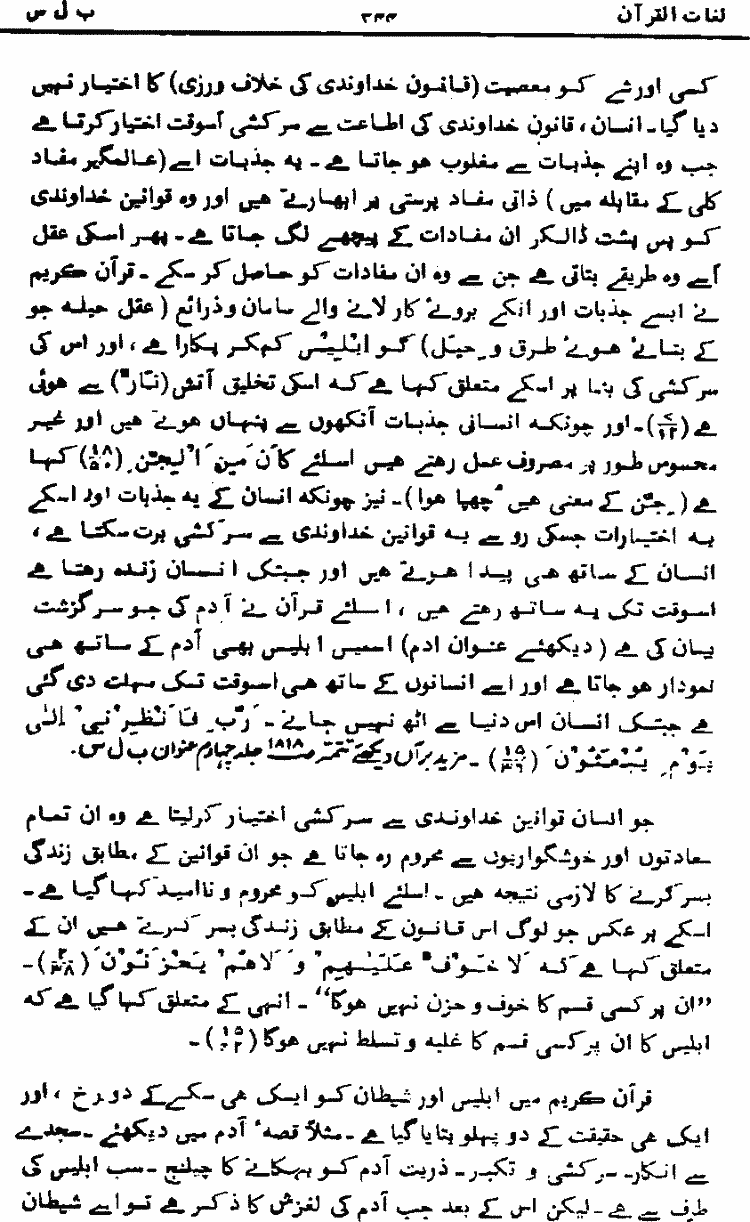 لغات القرآن ۳۴۳ ب ل س
کسی اور شے کو معصیت (قانون خداوندی کی خلاف ورزی) کا اختیار نہیں
دیا گیا۔ انسان، قانون خداوندی کی اطاعت سے سرکشی اسوقت اختیار کرتا ہے
جب وہ اپنے جذبات سے مغلوب ہو جاتا ہے۔ یہ جذبات اسے (عالمگیر مفاد
کلی کے مقابلہ میں) ذاتی مفاد پرستی پر ابھارتے ہیں اور وہ قوانین خداوندی
کو پس پشت ڈالکر ان مفادات کے پیچھے لگ جاتا ہے۔ پھر اسکی عقل
اُسے وہ طریقے بتاتی ہے جن سے وہ ان مفادات کو حاصل کر سکے۔ قرآن کریم
نے ایسے جذبات اور انکے بروئے کار لانے والے سامان و ذرائع (عقل حیلہ جو
کے بتائے ہوئے طرق و حِیَل) کو اِبْلِیْس کہکر پکارا ہے، اور اس کی
سرکشی کی بنا پر اسکے متعلق کہا ہے کہ اسکی تخلیق آتش (نَارٌ) سے ہوئی
ہے (۷/۱۲)۔ اور چونکہ انسانی جذبات آنکھوں سے پنہاں ہوتے ہیں اور غیر
محسوس طور پر مصروف عمل رہتے ہیں اسلئے کَانَ مِنَ الْجِنِّ (۱۸/۵۰) کہا
ہے (جِنّ کے معنی ہیں چھپا ہوا)۔ نیز چونکہ انسان کے یہ جذبات اور اسکے
یہ اختیارات جسکی رو سے یہ قوانین خداوندی سے سرکشی برت سکتا ہے،
انسان کے ساتھ ہی پیدا ہوتے ہیں اور جبتک انسان زندہ رہتا ہے
اسوقت تک یہ ساتھ رہتے ہیں، اسلئے قرآن نے آدم کی جو سرگزشت
بیان کی ہے (دیکھئے عنوان ادم) اسمیں ابلیس بھی آدم کے ساتھ ہی
نمودار ہو جاتا ہے اور اسے انسانوں کے ساتھ ہی اسوقت تک مہلت دی گئی
ہے جبتک انسان اس دنیا سے اٹھ نہیں جاتے۔ رَبِّ فَاَنْظِرْنِیْ اِلٰی
یَوْمِ یُبْعَثُوْنَ (۱۵/۳۶)۔ مزید برآں دیکھئے تتمہ ص ۱۸۱۸ جلد چہارم عنوان ب ل س۔
جو انسان قوانین خداوندی سے سرکشی اختیار کرلیتا ہے وہ ان تمام
سعادتوں اور خوشگواریوں سے محروم رہ جاتا ہے جو ان قوانین کے مطابق زندگی
بسر کرنے کا لازمی نتیجہ ہیں۔ اسلئے ابلیس کو محروم و ناامید کہا گیا ہے۔
اسکے بر عکس جو لوگ اس قانون کے مطابق زندگی بسر کرتے ہیں ان کے
متعلق کہا ہے کہ لَا خَوْفٌ عَلَیْہِمْ وَ لَاهُمْ یَحْزَنُوْنَ (۲/۳۸)۔
’’ان پر کسی قسم کا خوف و حزن نہیں ہوگا‘‘۔ انہی کے متعلق کہا گیا ہے کہ
ابلیس کا ان پر کسی قسم کا غلبہ و تسلط نہیں ہوگا
قرآن کریم میں ابلیس اور شیطان کو ایک ہی سکے کے دو رخ، اور
ایک ہی حقیقت کے دو پہلو بتایا گیا ہے۔ مثلاً قصہٴ آدم میں دیکھئے۔ سجدے
سے انکار۔ سرکشی و تکبر۔ ذریت آدم کو بہکانے کا چیلنج۔ سب ابلیس کی
طرف سے ہے۔ لیکن اس کے بعد جب آدم کی لغزش کا ذکر ہے تو اسے شیطان